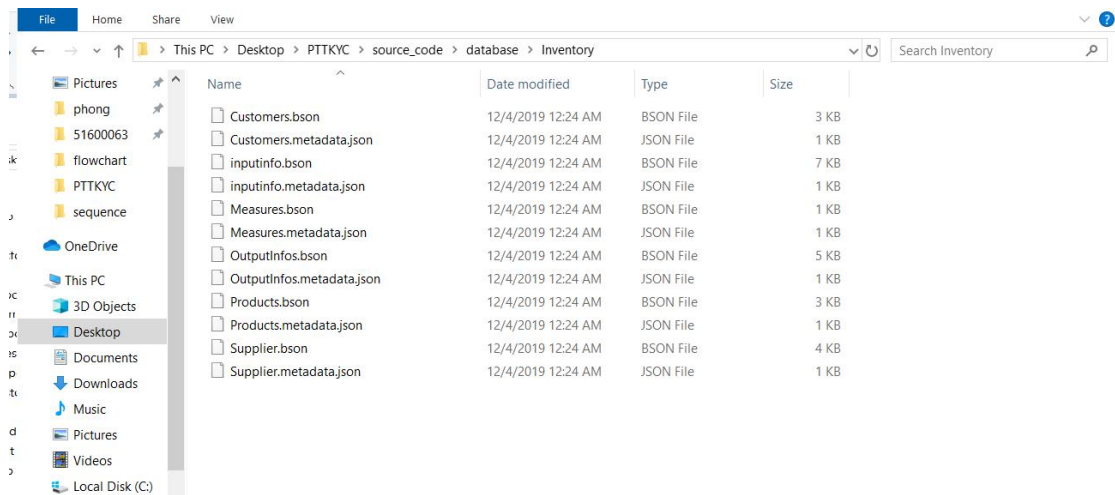 File Home Share View
This PC > Desktop > PTTKYC > source_code > database > Inventory
Search Inventory
Name Date modified Type Size
Pictures
phong
51600063
flowchart
PTTKYC
sequence
OneDrive
This PC
3D Objects
Desktop
Documents
Downloads
Music
Pictures
Videos
Local Disk (C:)
Customers.bson 12/4/2019 12:24 AM BSON File 3 KB
Customers.metadata.json 12/4/2019 12:24 AM JSON File 1 KB
inputinfo.bson 12/4/2019 12:24 AM BSON File 7 KB
inputinfo.metadata.json 12/4/2019 12:24 AM JSON File 1 KB
Measures.bson 12/4/2019 12:24 AM BSON File 1 KB
Measures.metadata.json 12/4/2019 12:24 AM JSON File 1 KB
OutputInfos.bson 12/4/2019 12:24 AM BSON File 5 KB
OutputInfos.metadata.json 12/4/2019 12:24 AM JSON File 1 KB
Products.bson 12/4/2019 12:24 AM BSON File 3 KB
Products.metadata.json 12/4/2019 12:24 AM JSON File 1 KB
Supplier.bson 12/4/2019 12:24 AM BSON File 4 KB
Supplier.metadata.json 12/4/2019 12:24 AM JSON File 1 KB